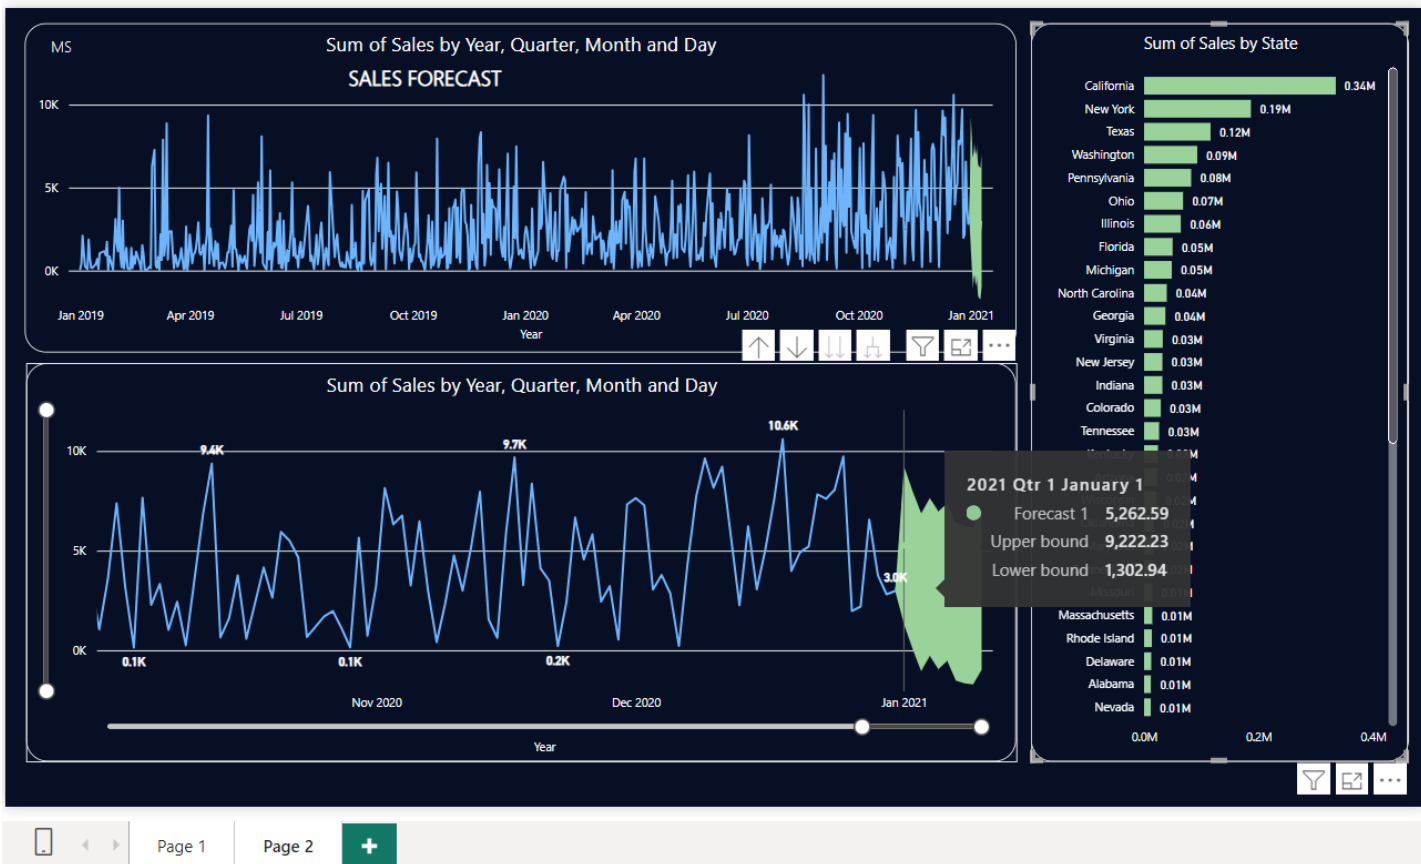 MS
Sum of Sales by Year, Quarter, Month and Day
SALES FORECAST
10K
5K
0K
Jan 2019 Apr 2019 Jul 2019 Oct 2019 Jan 2020 Apr 2020 Jul 2020 Oct 2020 Jan 2021
Year
Sum of Sales by Year, Quarter, Month and Day
10K
5K
0K
9.4K
9.7K
10.6K
3.0K
0.1K
0.1K
0.2K
Nov 2020 Dec 2020 Jan 2021
Year
2021 Qtr 1 January 1
Forecast 1 5,262.59
Upper bound 9,222.23
Lower bound 1,302.94
Sum of Sales by State
California 0.34M
New York 0.19M
Texas 0.12M
Washington 0.09M
Pennsylvania 0.08M
Ohio 0.07M
Illinois 0.06M
Florida 0.05M
Michigan 0.05M
North Carolina 0.04M
Georgia 0.04M
Virginia 0.03M
New Jersey 0.03M
Indiana 0.03M
Colorado 0.03M
Tennessee 0.03M
Massachusetts 0.01M
Rhode Island 0.01M
Delaware 0.01M
Alabama 0.01M
Nevada 0.01M
0.0M 0.2M 0.4M
Page 1 Page 2 +